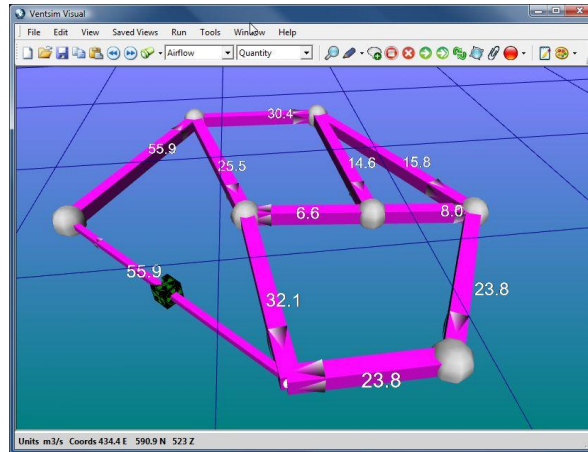 Ventsim Visual
File Edit View Saved Views Run Tools Window Help
Airflow Quantity
30.4
55.9
25.5
14.6
15.8
6.6
8.0
55.9
32.1
23.8
23.8
Units m3/s Coords 434.4 E 590.9 N 523 Z